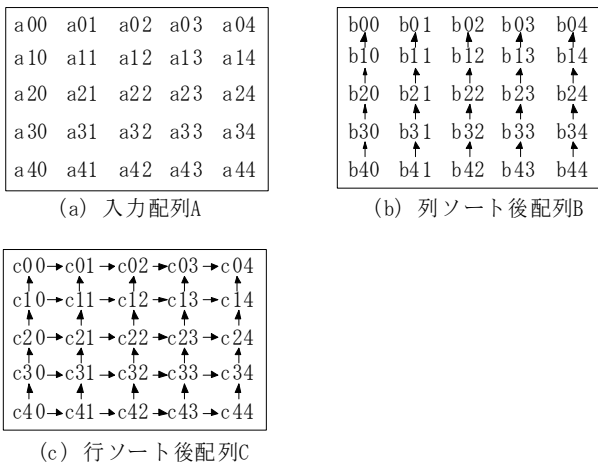 a00 a01 a02 a03 a04
a10 a11 a12 a13 a14
a20 a21 a22 a23 a24
a30 a31 a32 a33 a34
a40 a41 a42 a43 a44
(a) 入力配列A
b00 b01 b02 b03 b04
b10 b11 b12 b13 b14
b20 b21 b22 b23 b24
b30 b31 b32 b33 b34
b40 b41 b42 b43 b44
(b) 列ソート後配列B
c00→c01→c02→c03→c04
c10→c11→c12→c13→c14
c20→c21→c22→c23→c24
c30→c31→c32→c33→c34
c40→c41→c42→c43→c44
(c) 行ソート後配列C